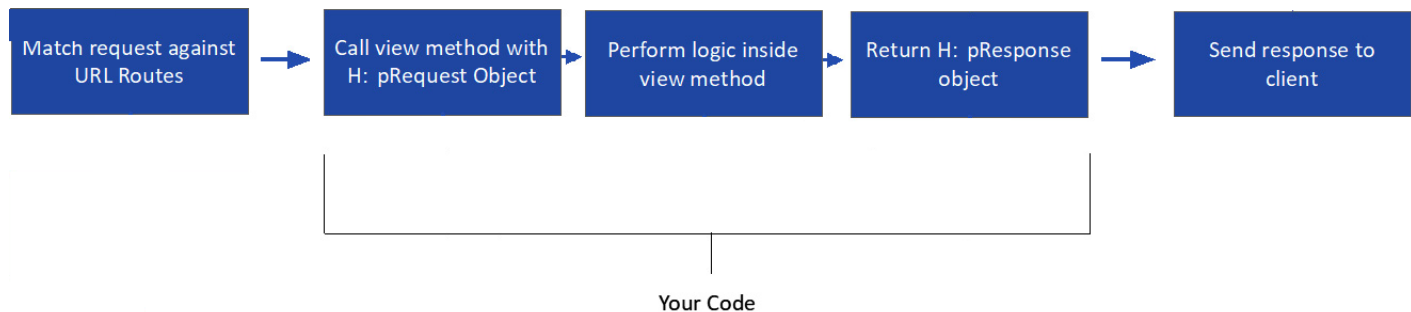 Match request against
URL Routes
Call view method with
H: pRequest Object
Perform logic inside
view method
Return H: pResponse
object
Send response to
client
Your Code